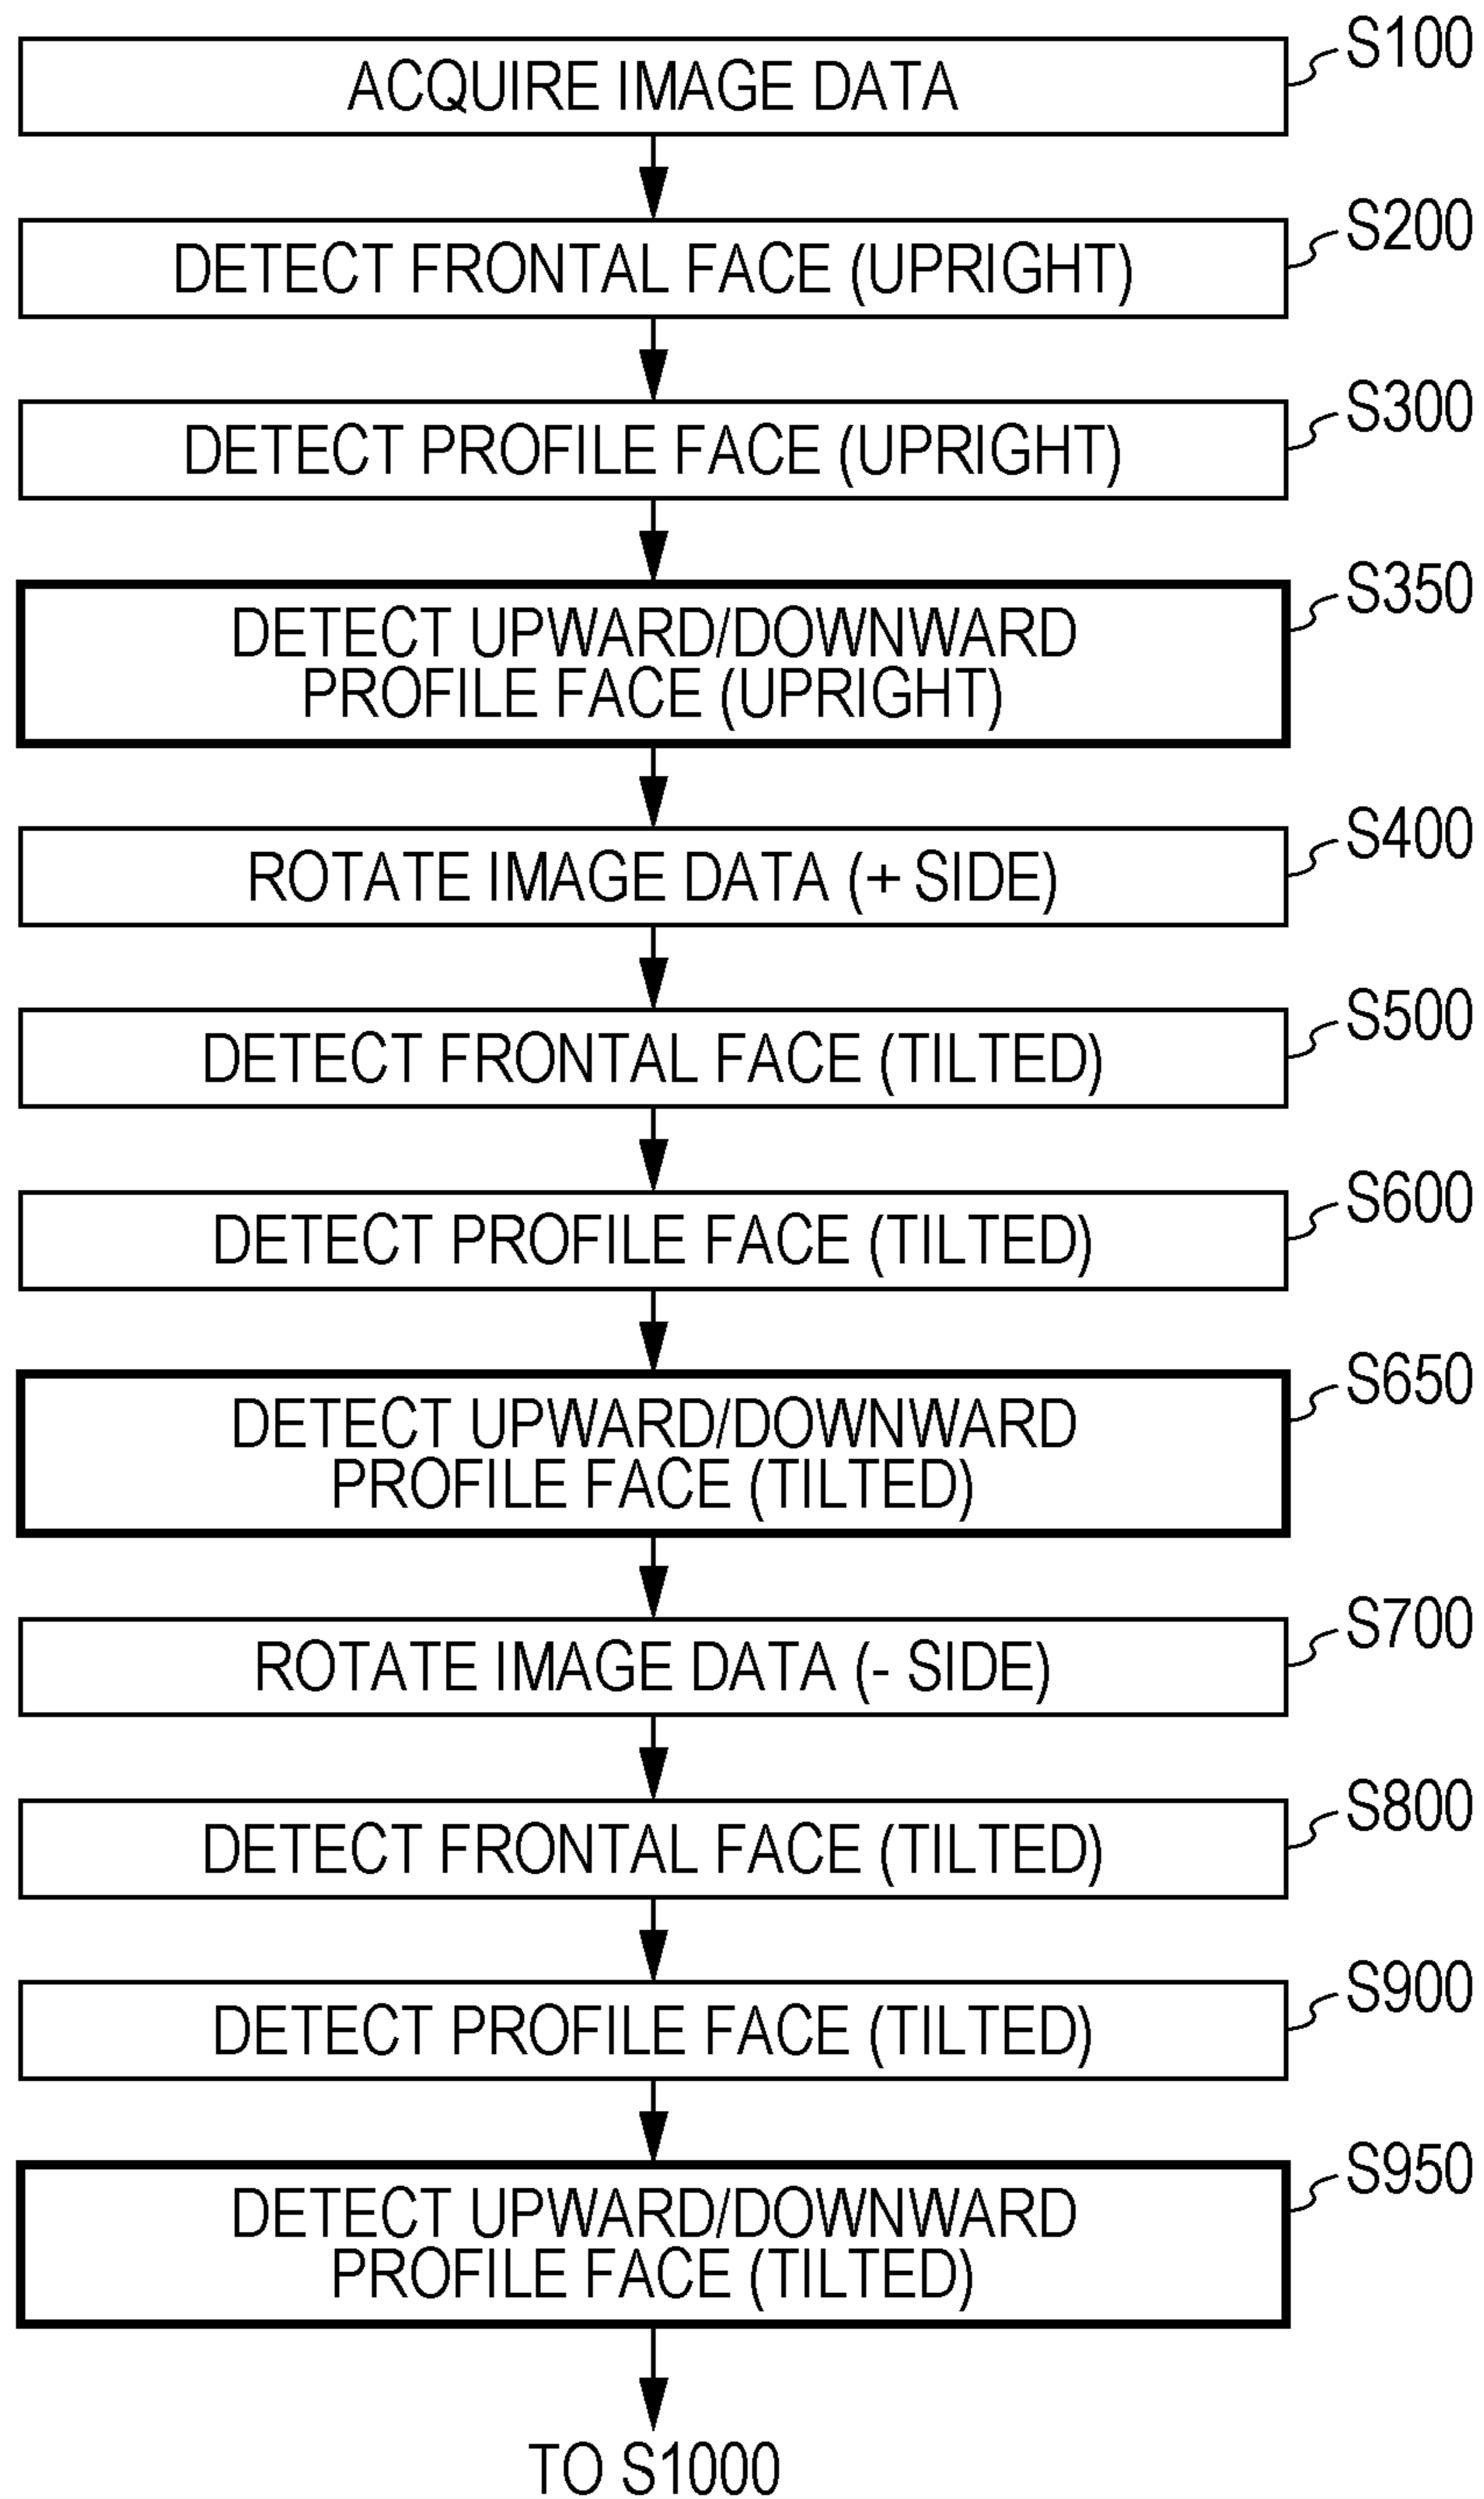 ACQUIRE IMAGE DATA
S100
DETECT FRONTAL FACE (UPRIGHT)
S200
DETECT PROFILE FACE (UPRIGHT)
S300
DETECT UPWARD/DOWNWARD
PROFILE FACE (UPRIGHT)
S350
ROTATE IMAGE DATA (+ SIDE)
S400
DETECT FRONTAL FACE (TILTED)
S500
DETECT PROFILE FACE (TILTED)
S600
DETECT UPWARD/DOWNWARD
PROFILE FACE (TILTED)
S650
ROTATE IMAGE DATA (- SIDE)
S700
DETECT FRONTAL FACE (TILTED)
S800
DETECT PROFILE FACE (TILTED)
S900
DETECT UPWARD/DOWNWARD
PROFILE FACE (TILTED)
S950
TO S1000